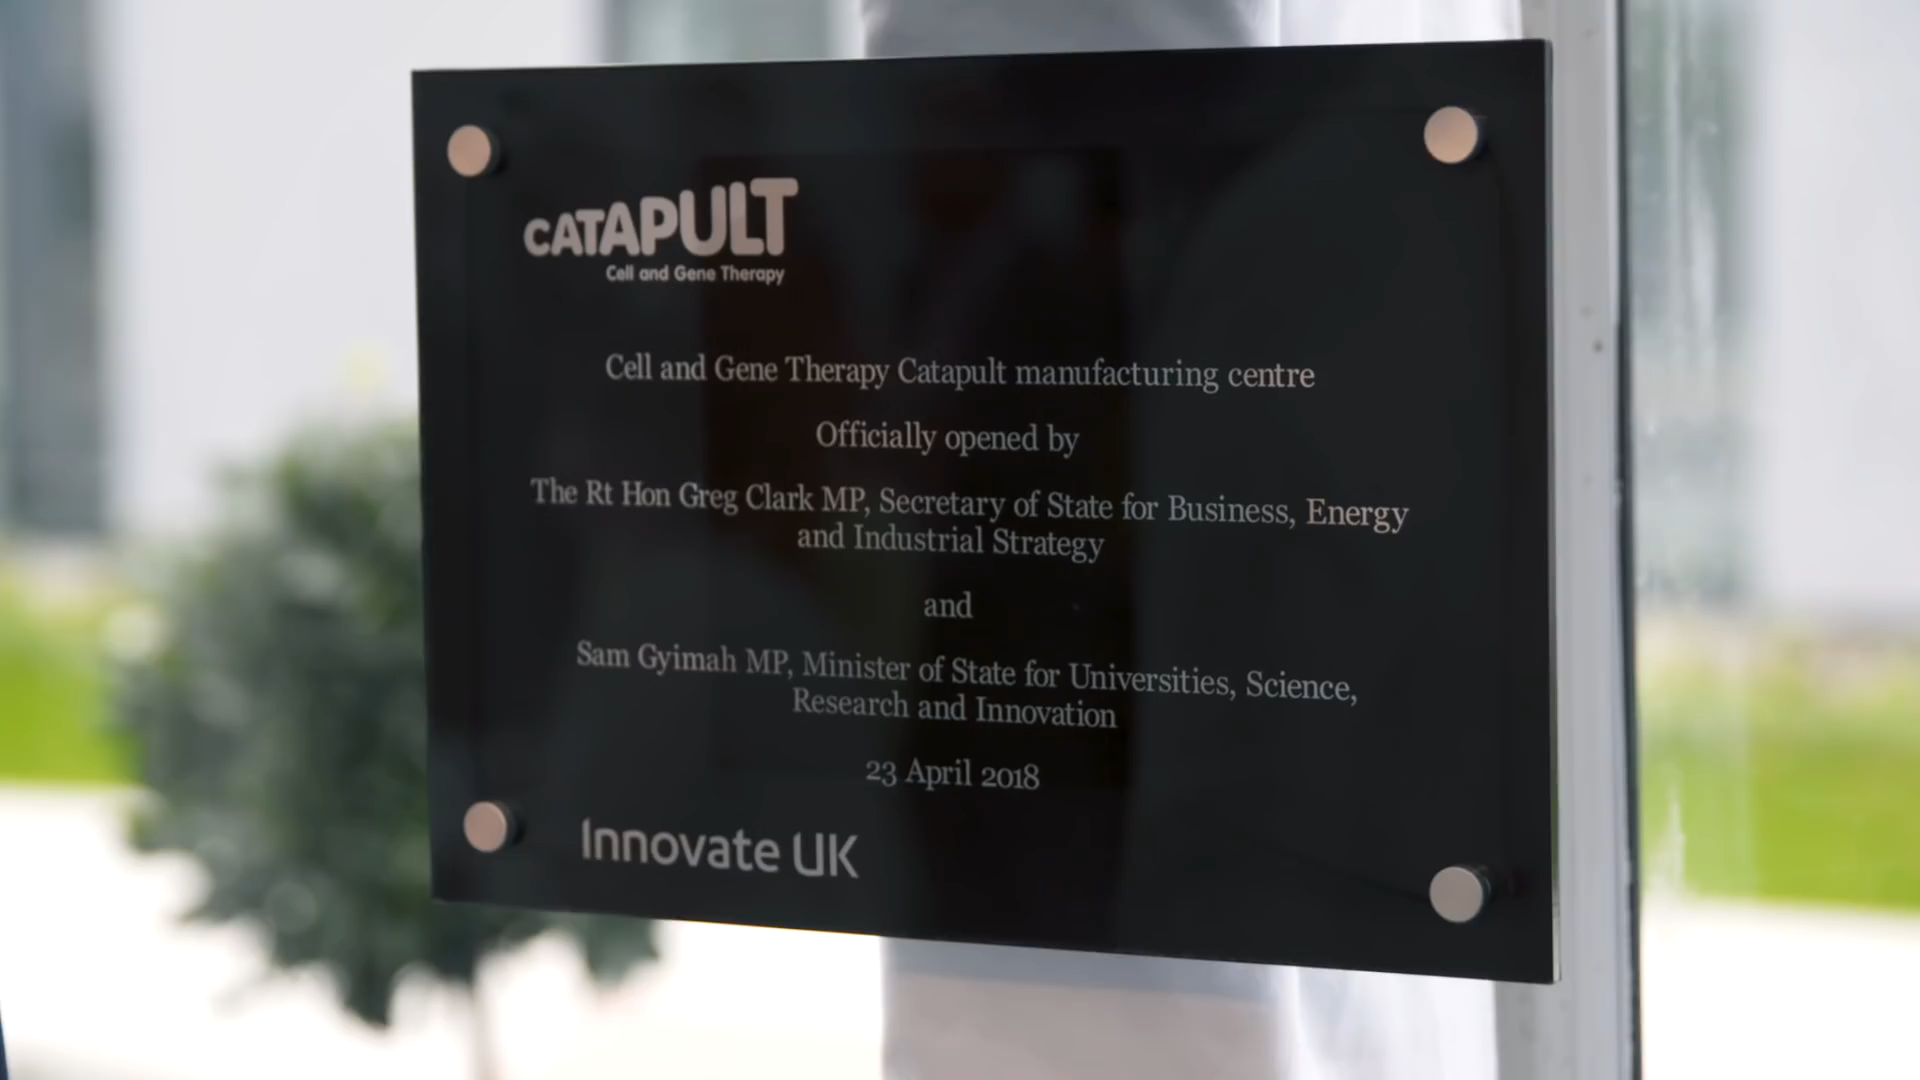 CATAPULT
Cell and Gene Therapy
Cell and Gene Therapy Catapult manufacturing centre
Officially opened by
The Rt Hon Greg Clark MP, Secretary of State for Business, Energy
and Industrial Strategy
and
Sam Gyimah MP, Minister of State for Universities, Science,
Research and Innovation
23 April 2018
Innovate UK